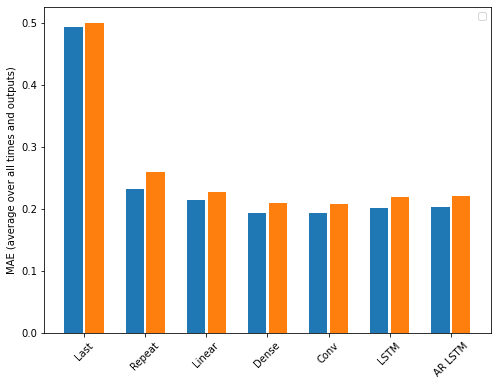 MAE (average over all times and outputs)
0.5
0.4
0.3
0.2
0.1
0.0
Last
Repeat
Linear
Dense
Conv
LSTM
AR LSTM